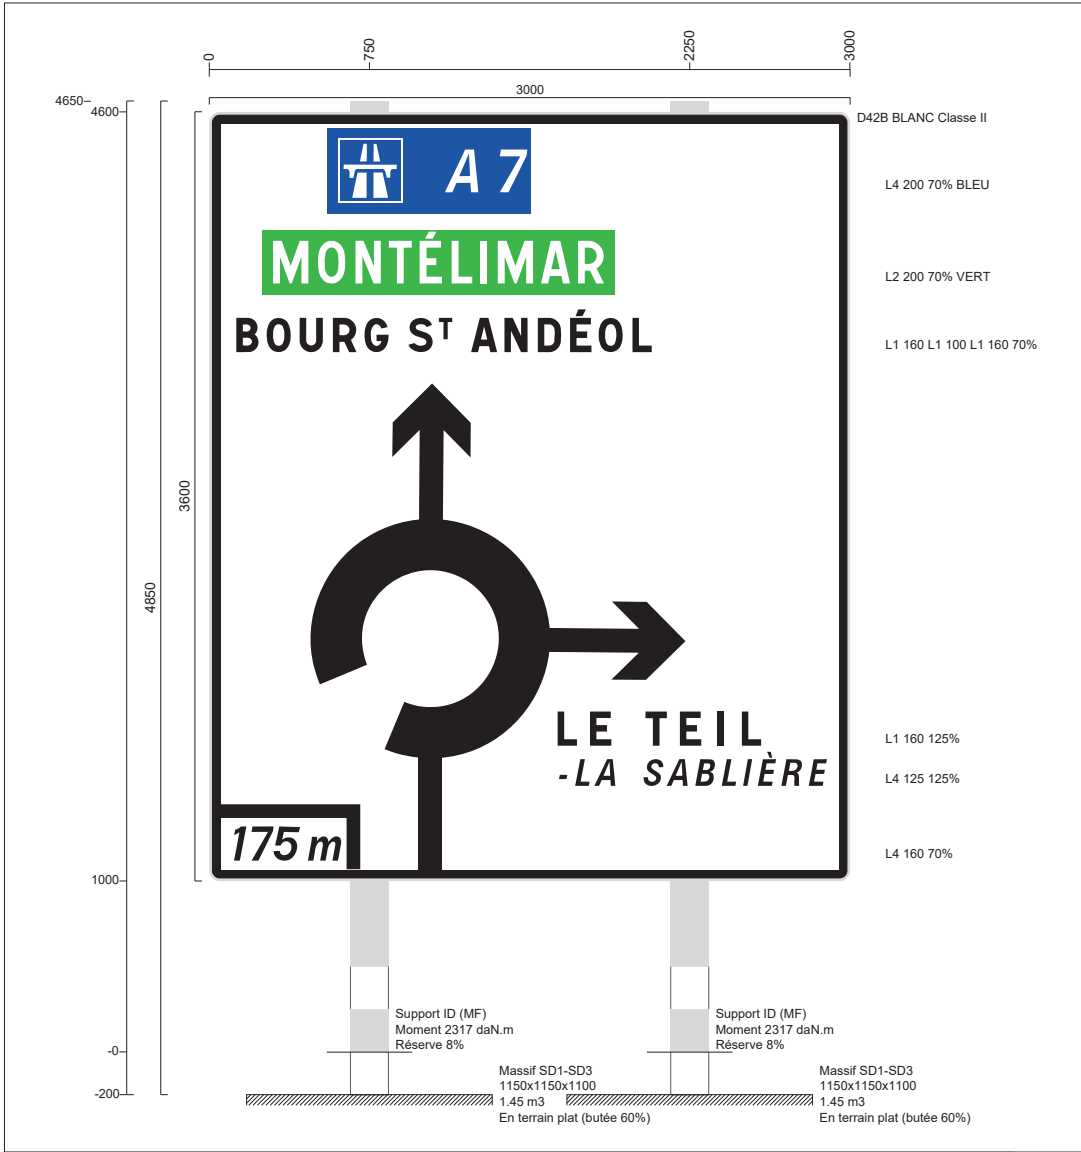 0
750
2250
3000
3000
4650
4600
D42B BLANC Classe II
A 7
L4 200 70% BLEU
MONTÉLIMAR
L2 200 70% VERT
BOURG Sᵀ ANDÉOL
L1 160 L1 100 L1 160 70%
3600
4850
LE TEIL
L1 160 125%
-LA SABLIÈRE
L4 125 125%
175 m
L4 160 70%
1000
Support ID (MF)
Moment 2317 daN.m
Réserve 8%
Support ID (MF)
Moment 2317 daN.m
Réserve 8%
-0
-200
Massif SD1-SD3
1150x1150x1100
1.45 m3
En terrain plat (butée 60%)
Massif SD1-SD3
1150x1150x1100
1.45 m3
En terrain plat (butée 60%)